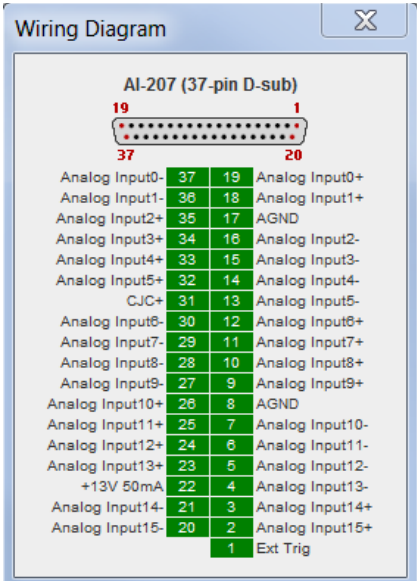 Wiring Diagram
AI-207 (37-pin D-sub)
19 1
37 20
Analog Input0- 37 19 Analog Input0+
Analog Input1- 36 18 Analog Input1+
Analog Input2+ 35 17 AGND
Analog Input3+ 34 16 Analog Input2-
Analog Input4+ 33 15 Analog Input3-
Analog Input5+ 32 14 Analog Input4-
CJC+ 31 13 Analog Input5-
Analog Input6- 30 12 Analog Input6+
Analog Input7- 29 11 Analog Input7+
Analog Input8- 28 10 Analog Input8+
Analog Input9- 27 9 Analog Input9+
Analog Input10+ 26 8 AGND
Analog Input11+ 25 7 Analog Input10-
Analog Input12+ 24 6 Analog Input11-
Analog Input13+ 23 5 Analog Input12-
+13V 50mA 22 4 Analog Input13-
Analog Input14- 21 3 Analog Input14+
Analog Input15- 20 2 Analog Input15+
1 Ext Trig